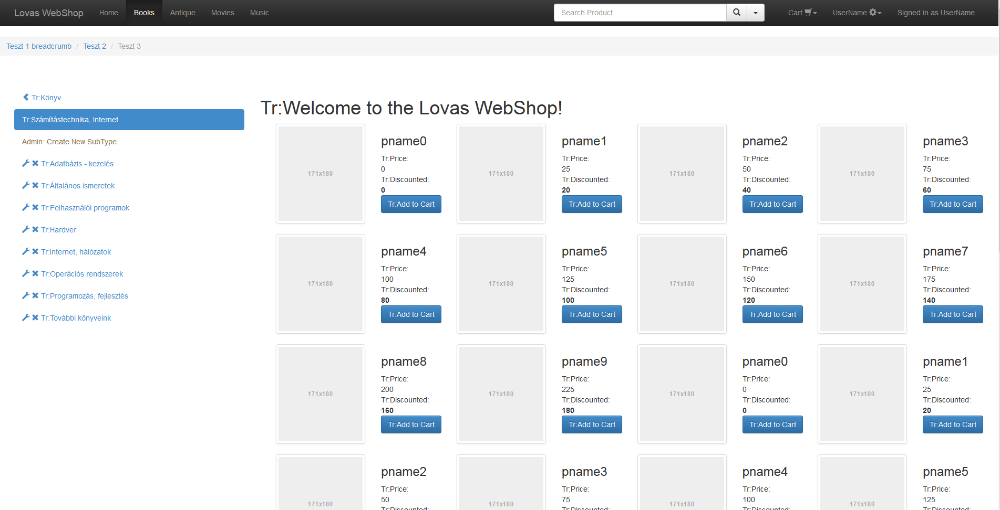 Lovas WebShop Home Books Antique Movies Music Search Product Cart UserName Signed in as UserName
Teszt 1 breadcrumb / Teszt 2 / Teszt 3
Tr:Könyv
Tr:Számítástechnika, Internet
Admin: Create New SubType
Tr:Adatbázis - kezelés
Tr:Általános ismeretek
Tr:Felhasználói programok
Tr:Hardver
Tr:Internet, hálózatok
Tr:Operációs rendszerek
Tr:Programozás, fejlesztés
Tr:További könyveink
Tr:Welcome to the Lovas WebShop!
171x180
pname0
Tr:Price:
0
Tr:Discounted:
0
Tr:Add to Cart
171x180
pname1
Tr:Price:
25
Tr:Discounted:
20
Tr:Add to Cart
171x180
pname2
Tr:Price:
50
Tr:Discounted:
40
Tr:Add to Cart
171x180
pname3
Tr:Price:
75
Tr:Discounted:
60
Tr:Add to Cart
171x180
pname4
Tr:Price:
100
Tr:Discounted:
80
Tr:Add to Cart
171x180
pname5
Tr:Price:
125
Tr:Discounted:
100
Tr:Add to Cart
171x180
pname6
Tr:Price:
150
Tr:Discounted:
120
Tr:Add to Cart
171x180
pname7
Tr:Price:
175
Tr:Discounted:
140
Tr:Add to Cart
171x180
pname8
Tr:Price:
200
Tr:Discounted:
160
Tr:Add to Cart
171x180
pname9
Tr:Price:
225
Tr:Discounted:
180
Tr:Add to Cart
171x180
pname0
Tr:Price:
0
Tr:Discounted:
0
Tr:Add to Cart
171x180
pname1
Tr:Price:
25
Tr:Discounted:
20
Tr:Add to Cart
171x180
pname2
Tr:Price:
50
Tr:Discounted:
171x180
pname3
Tr:Price:
75
Tr:Discounted:
171x180
pname4
Tr:Price:
100
Tr:Discounted:
171x180
pname5
Tr:Price:
125
Tr:Discounted: